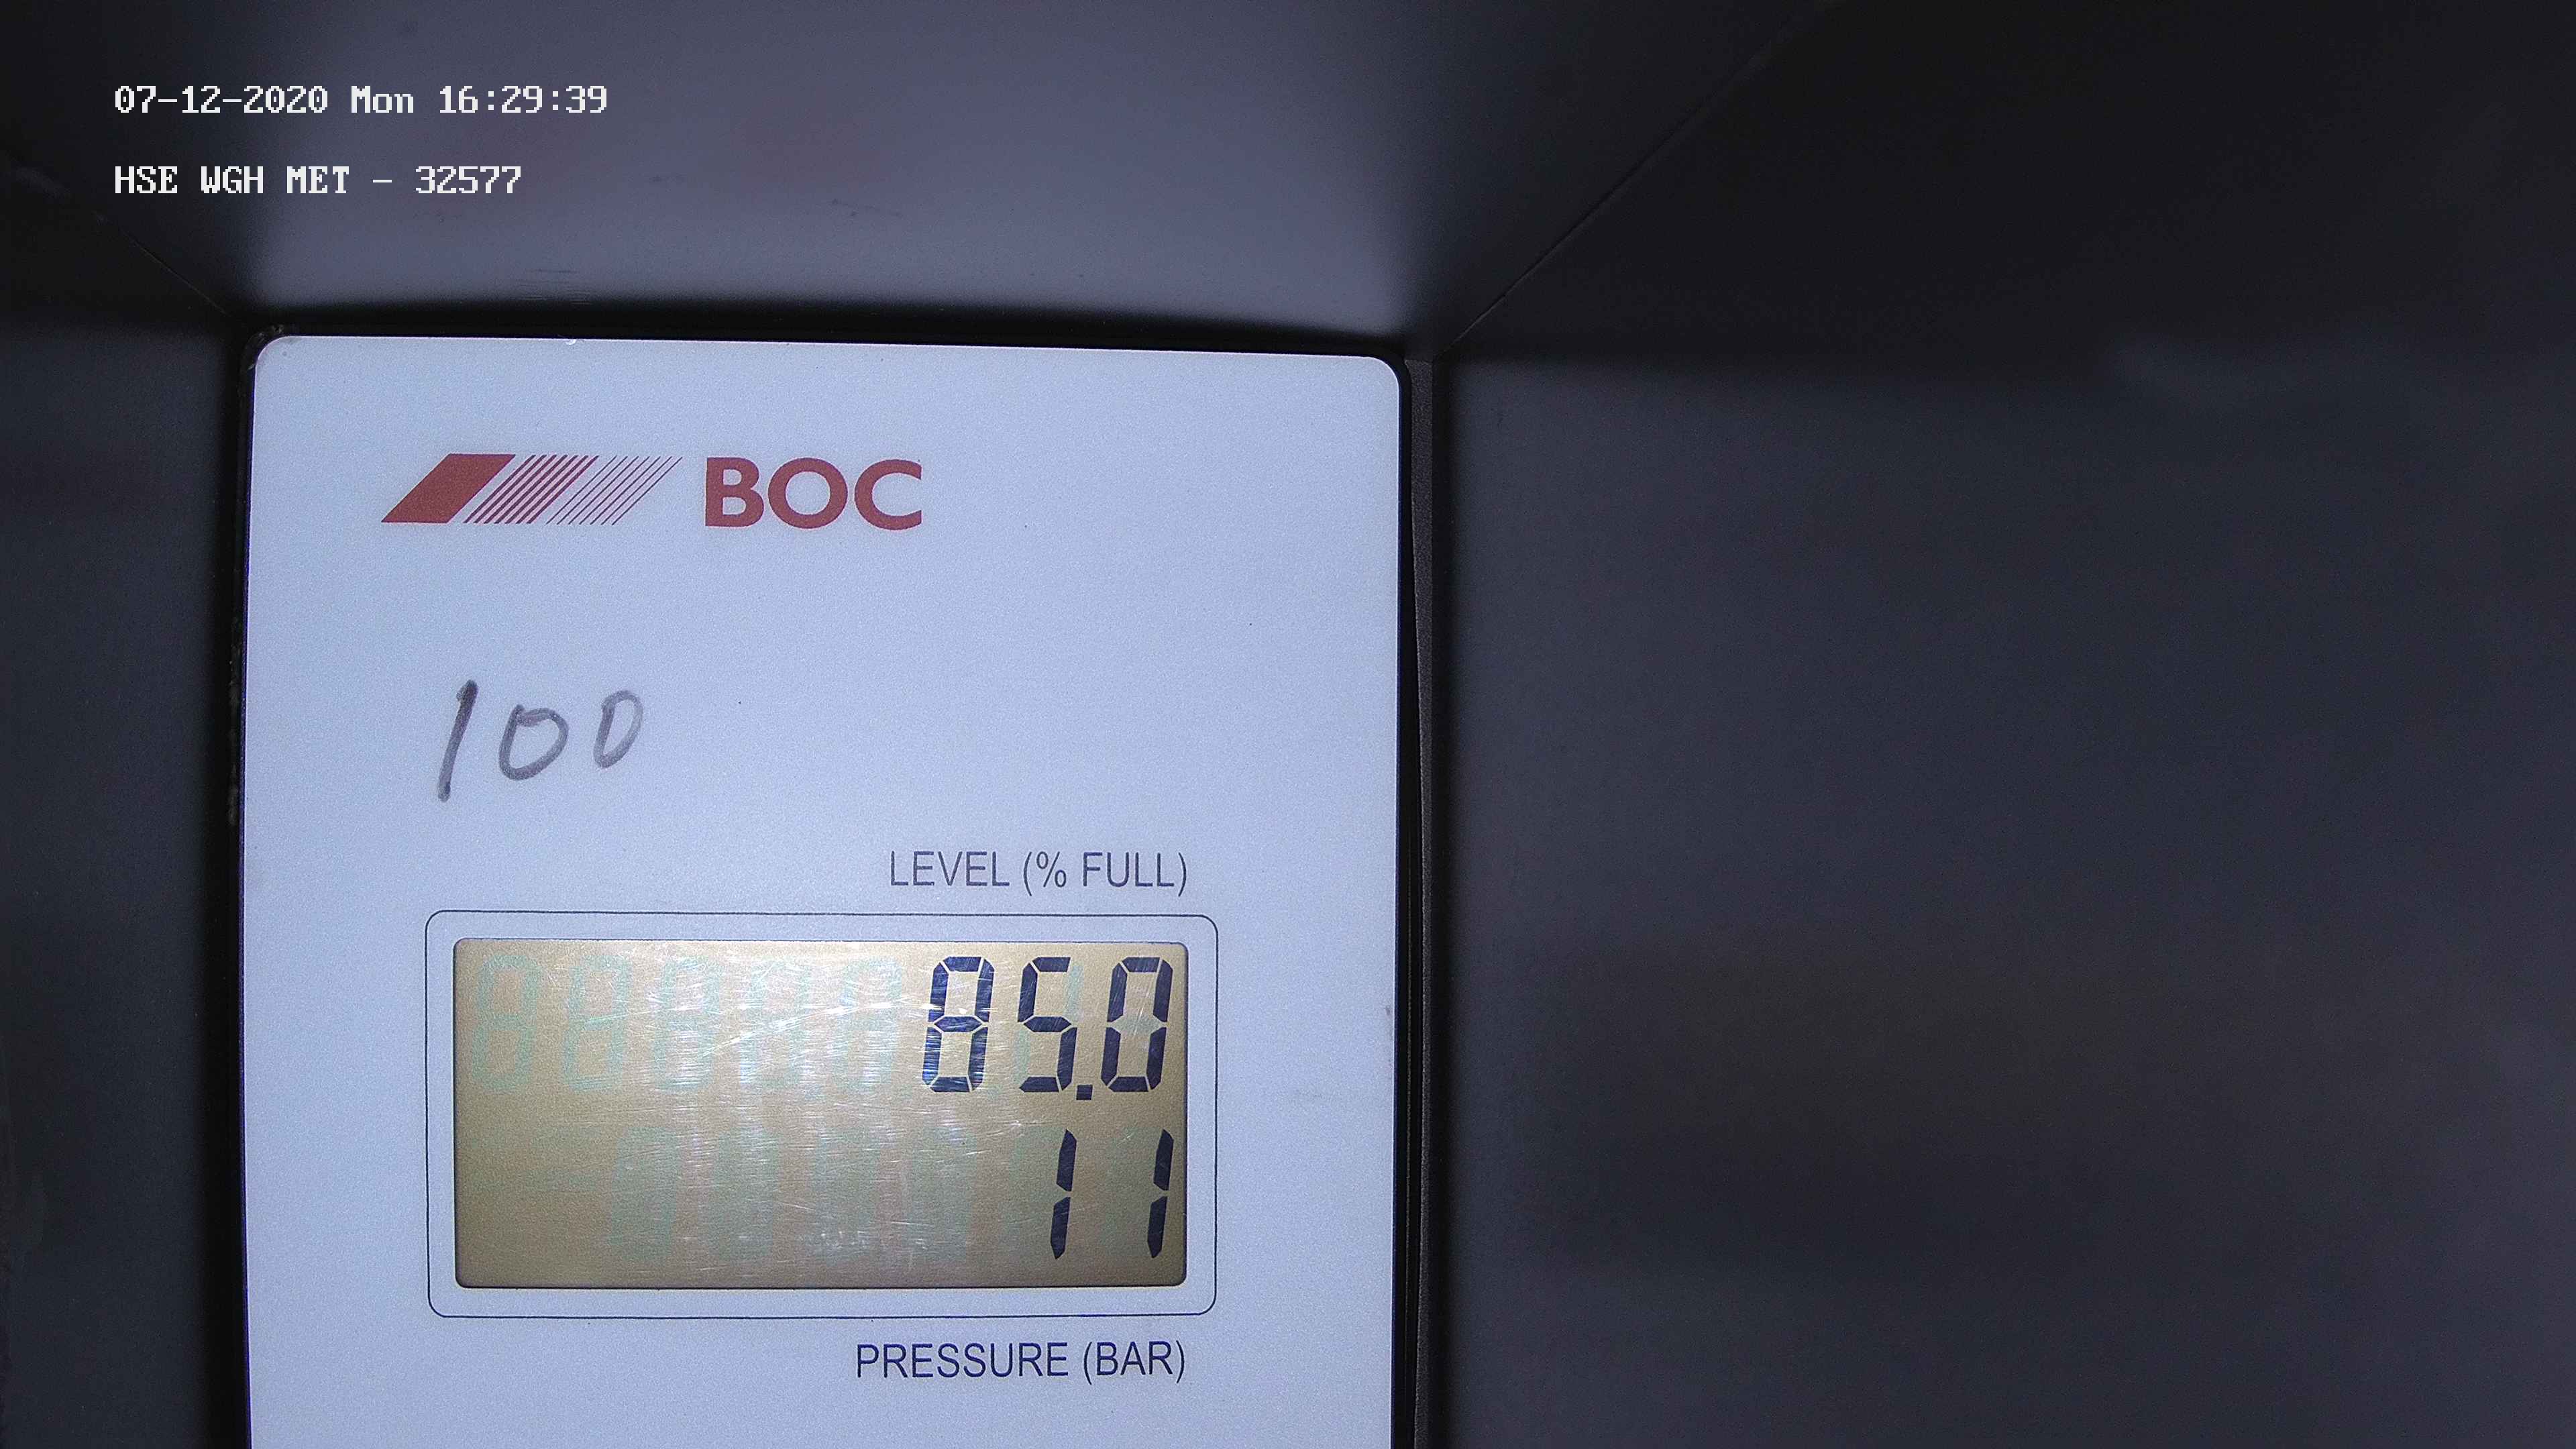 07-12-2020 Mon 16:29:39
HSE WGH MET - 32577
BOC
100
LEVEL (% FULL)
85.0
11
PRESSURE (BAR)